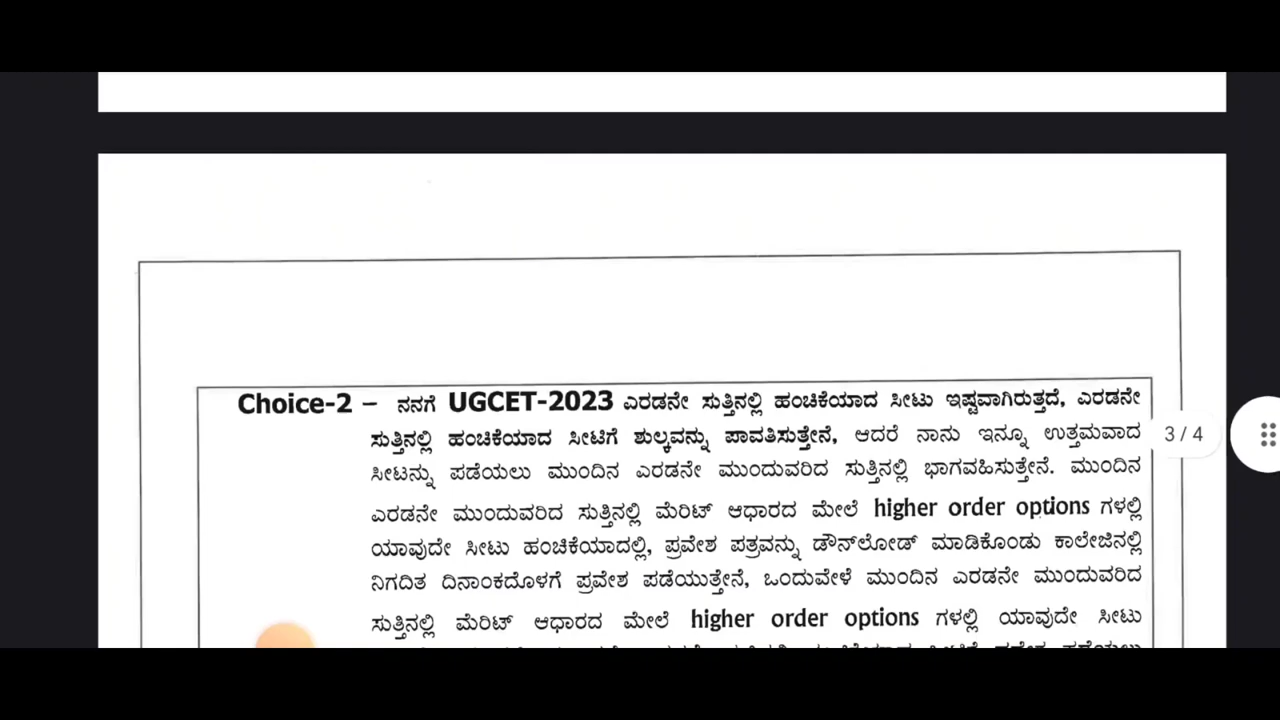 Choice-2 – ನನಗೆ UGCET-2023 ಎರಡನೇ ಸುತ್ತಿನಲ್ಲಿ ಹಂಚಿಕೆಯಾದ ಸೀಟು ಇಷ್ಟವಾಗಿರುತ್ತದೆ, ಎರಡನೇ
ಸುತ್ತಿನಲ್ಲಿ ಹಂಚಿಕೆಯಾದ ಸೀಟಿಗೆ ಶುಲ್ಕವನ್ನು ಪಾವತಿಸುತ್ತೇನೆ, ಆದರೆ ನಾನು ಇನ್ನೂ ಉತ್ತಮವಾದ
3 / 4
ಸೀಟನ್ನು ಪಡೆಯಲು ಮುಂದಿನ ಎರಡನೇ ಮುಂದುವರಿದ ಸುತ್ತಿನಲ್ಲಿ ಭಾಗವಹಿಸುತ್ತೇನೆ. ಮುಂದಿನ
ಎರಡನೇ ಮುಂದುವರಿದ ಸುತ್ತಿನಲ್ಲಿ ಮೆರಿಟ್ ಆಧಾರದ ಮೇಲೆ higher order options ಗಳಲ್ಲಿ
ಯಾವುದೇ ಸೀಟು ಹಂಚಿಕೆಯಾದಲ್ಲಿ, ಪ್ರವೇಶ ಪತ್ರವನ್ನು ಡೌನ್‌ಲೋಡ್ ಮಾಡಿಕೊಂಡು ಕಾಲೇಜಿನಲ್ಲಿ
ನಿಗದಿತ ದಿನಾಂಕದೊಳಗೆ ಪ್ರವೇಶ ಪಡೆಯುತ್ತೇನೆ, ಒಂದುವೇಳೆ ಮುಂದಿನ ಎರಡನೇ ಮುಂದುವರಿದ
ಸುತ್ತಿನಲ್ಲಿ ಮೆರಿಟ್ ಆಧಾರದ ಮೇಲೆ higher order options ಗಳಲ್ಲಿ ಯಾವುದೇ ಸೀಟು